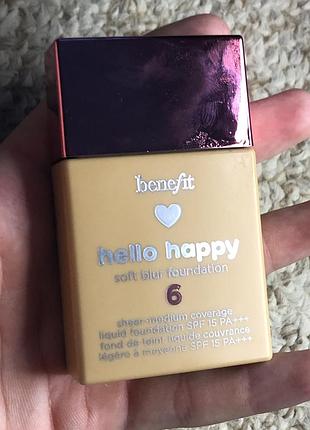 benefit
hello happy
soft blur foundation
6
sheer-medium coverage
liquid foundation SPF 15 PA+++
fond de teint liquide couvrance
légère à moyenne SPF 15 PA+++